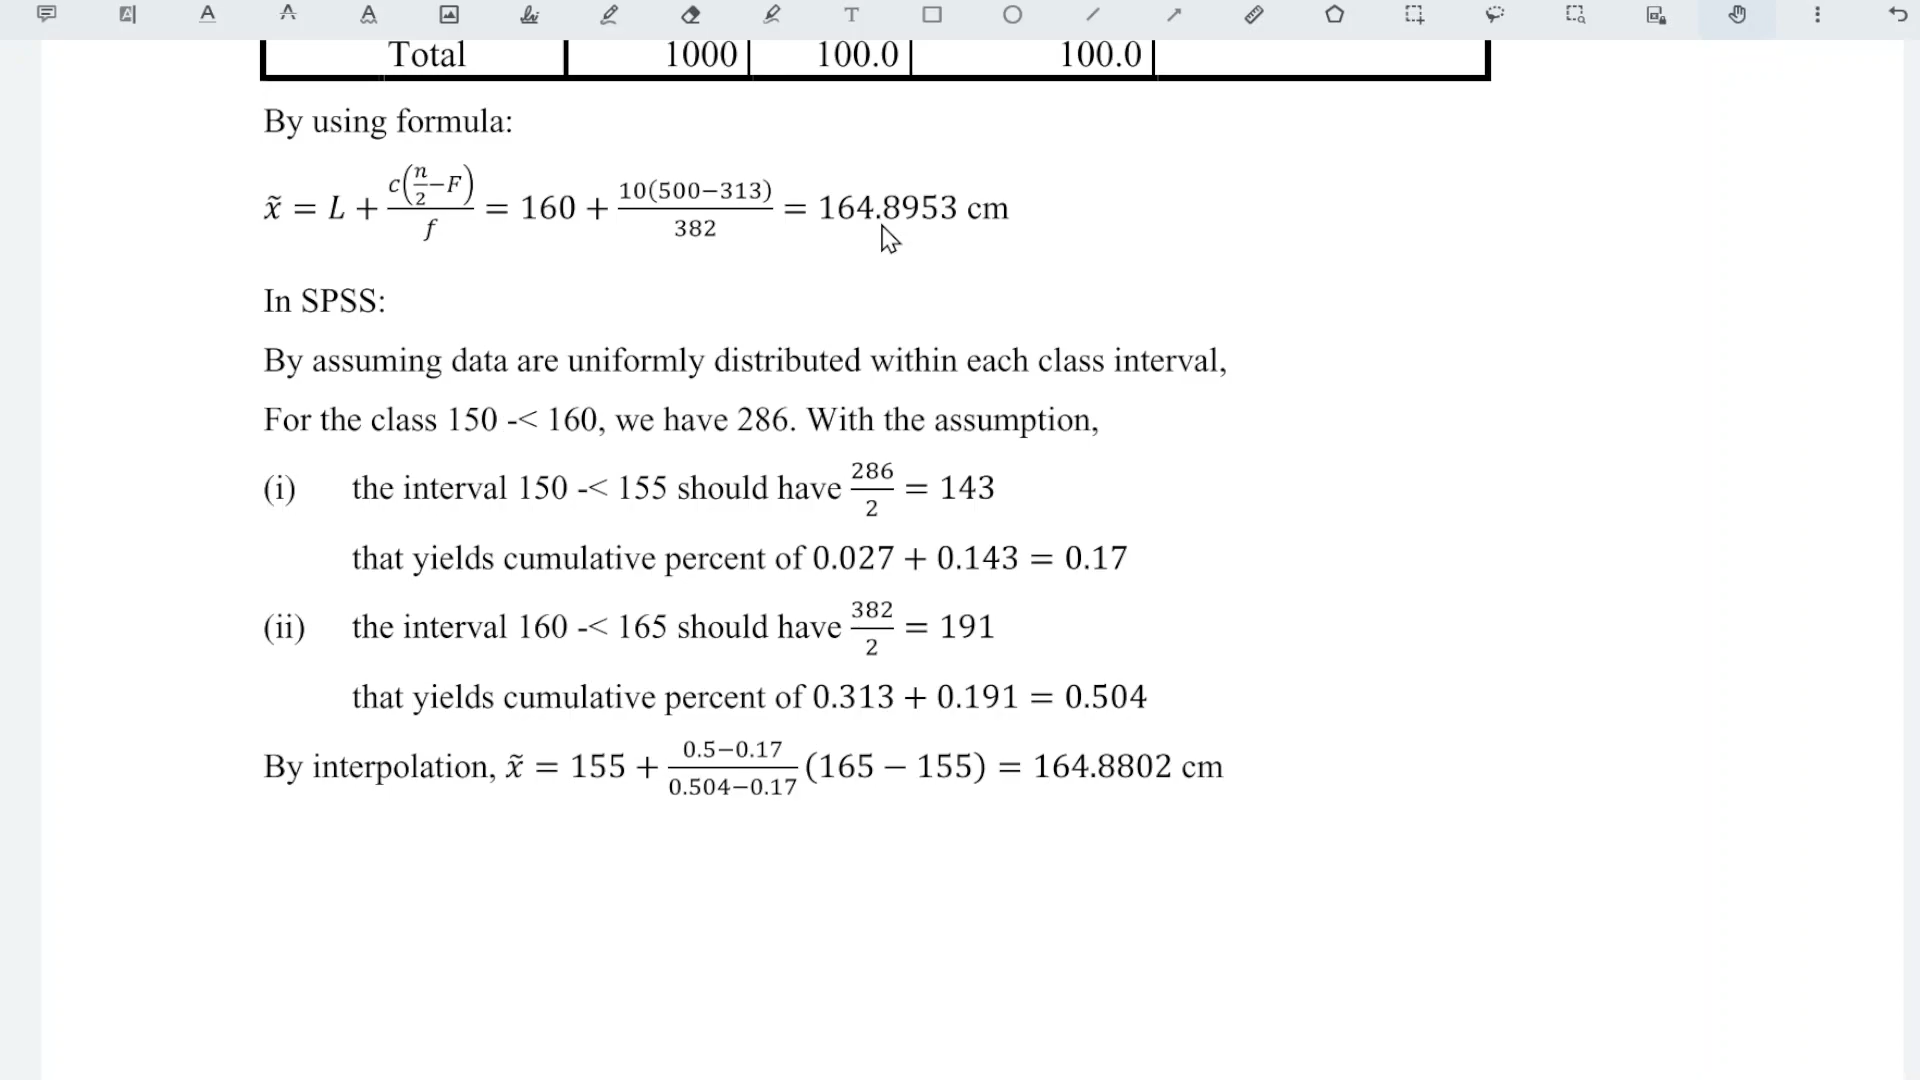 Total 1000 100.0 100.0
By using formula:
x̃ = L + c(n/2−F)/f = 160 + 10(500−313)/382 = 164.8953 cm
In SPSS:
By assuming data are uniformly distributed within each class interval,
For the class 150 -< 160, we have 286. With the assumption,
(i) the interval 150 -< 155 should have 286/2 = 143
that yields cumulative percent of 0.027 + 0.143 = 0.17
(ii) the interval 160 -< 165 should have 382/2 = 191
that yields cumulative percent of 0.313 + 0.191 = 0.504
By interpolation, x̃ = 155 + 0.5−0.17/0.504−0.17 (165 − 155) = 164.8802 cm